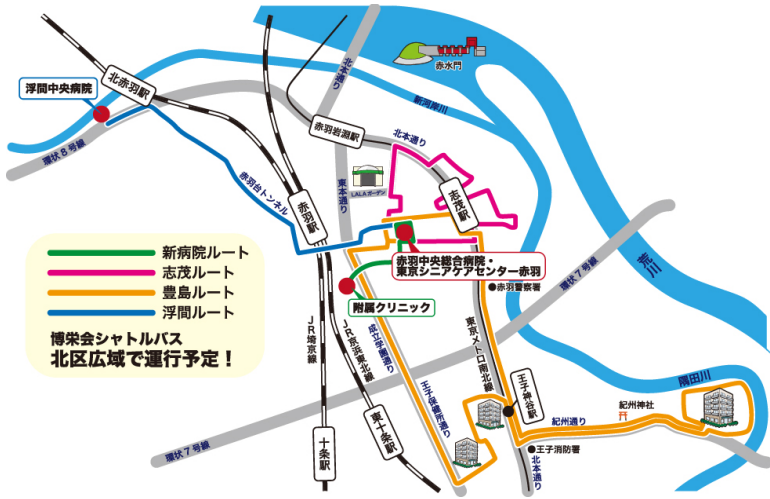 北本通り
赤水門
北赤羽駅
浮間中央病院
新河岸川
赤羽岩淵駅
北本通り
環状8号線
赤羽台トンネル
LALAガーデン
東本通り
志茂駅
赤羽駅
新病院ルート
志茂ルート
豊島ルート
浮間ルート
博栄会シャトルバス
北区広域で運行予定！
赤羽中央総合病院・
東京シニアケアセンター赤羽
荒川
環状7号線
赤羽警察署
附属クリニック
JR埼京線
JR京浜東北線
成立学園通り
東京メトロ南北線
王子保健所通り
王子神谷駅
隅田川
紀州神社
紀州通り
東十条駅
十条駅
王子消防署
環状7号線
北本通り